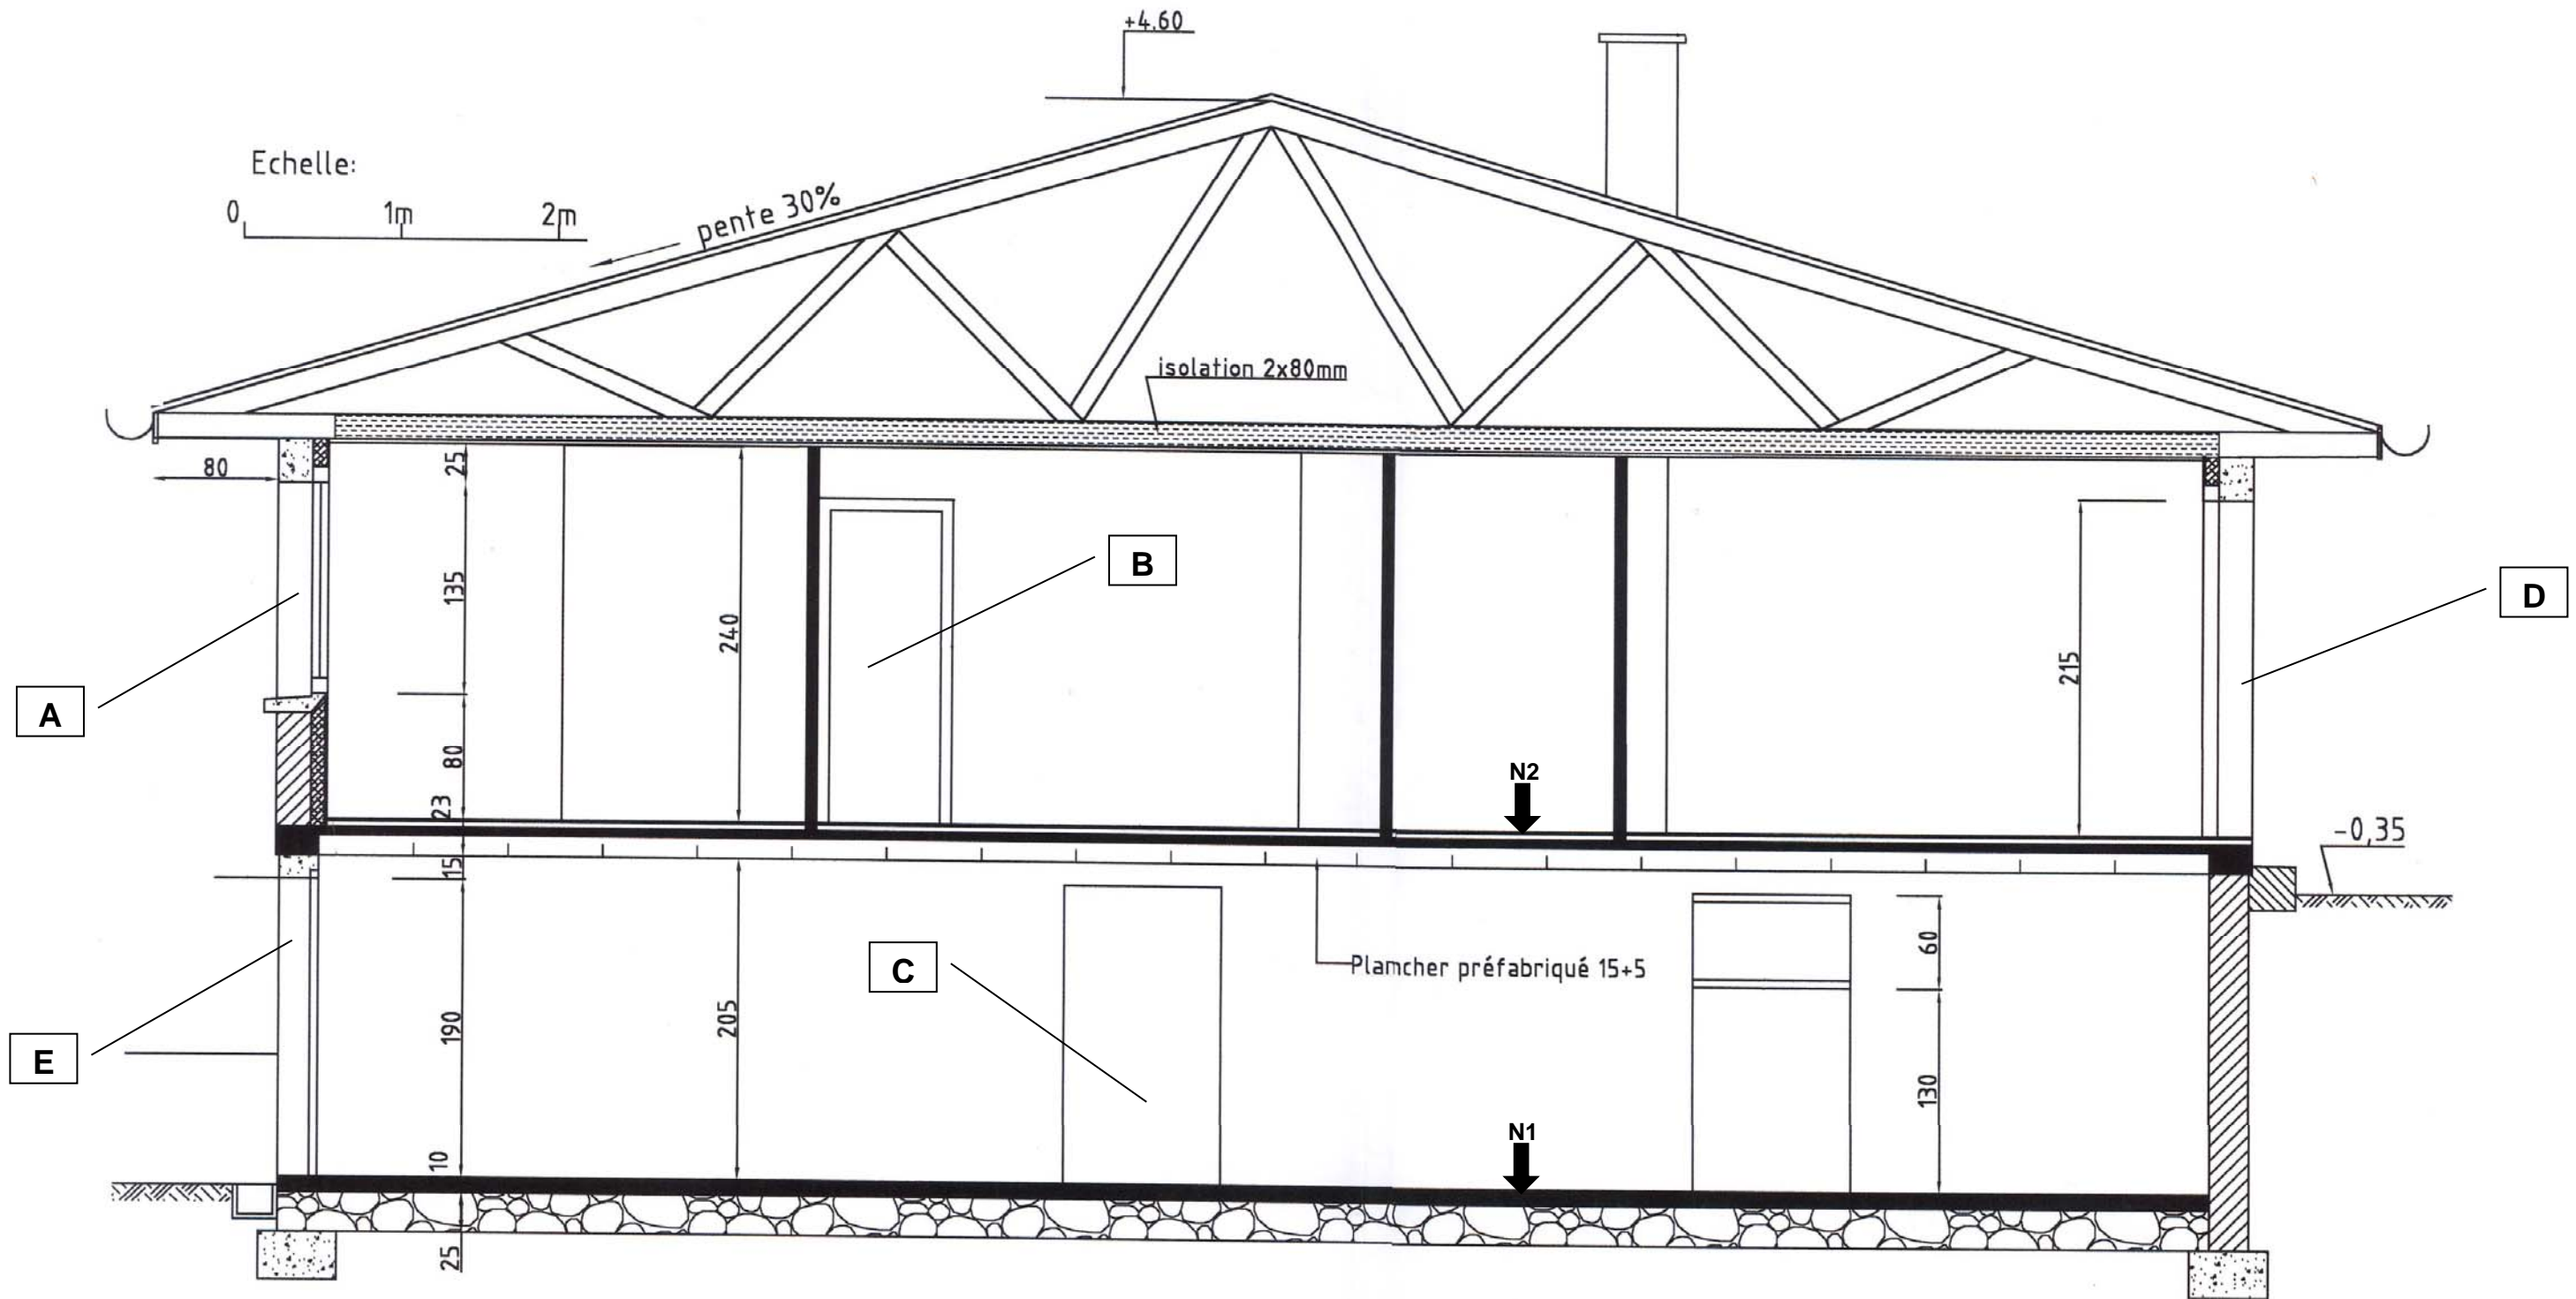 +4.60
Echelle:
0 1m 2m
pente 30%
isolation 2x80mm
80
25
135
240
B
D
A
215
80
N2
23
-0,35
15
E
C
Plamcher préfabriqué 15+5
60
190
205
130
N1
10
25